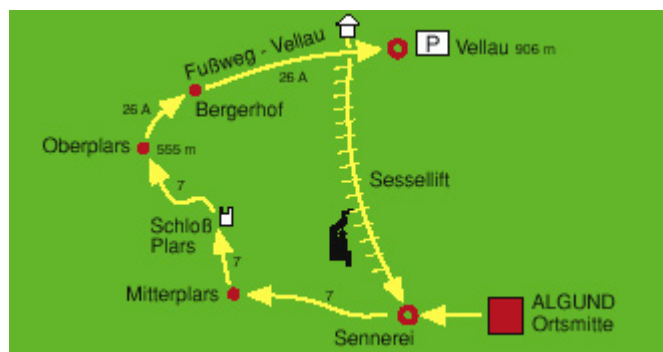 Fußweg - Vellau
P
Vellau 906 m
26 A
26 A
Bergerhof
Oberplars
555 m
7
Sessellift
Schloß
Plars
7
Mitterplars
7
ALGUND
Ortsmitte
Sennerei